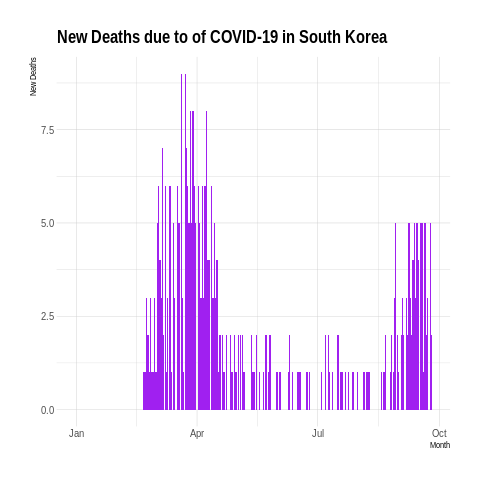 New Deaths due to of COVID-19 in South Korea
New Deaths
7.5
5.0
2.5
0.0
Jan Apr Jul Oct
Month